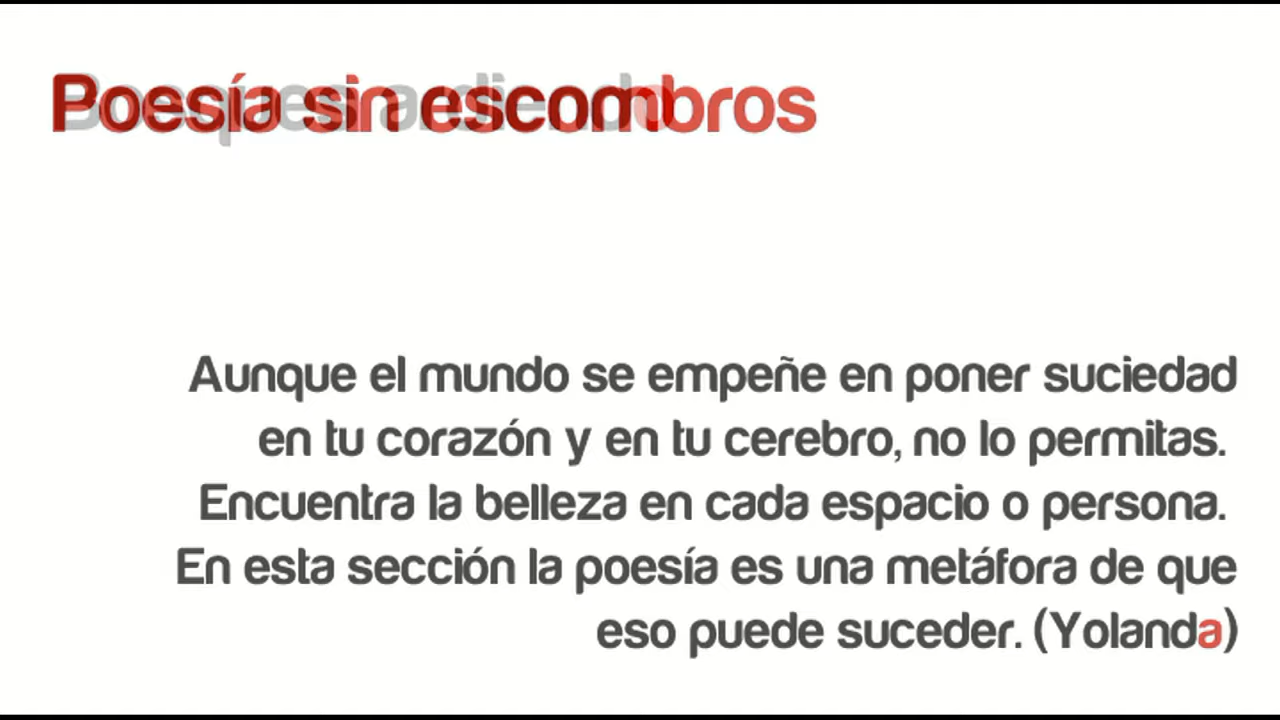 Poesía sin escombros
Aunque el mundo se empeñe en poner suciedad
en tu corazón y en tu cerebro, no lo permitas.
Encuentra la belleza en cada espacio o persona.
En esta sección la poesía es una metáfora de que
eso puede suceder. (Yolanda)